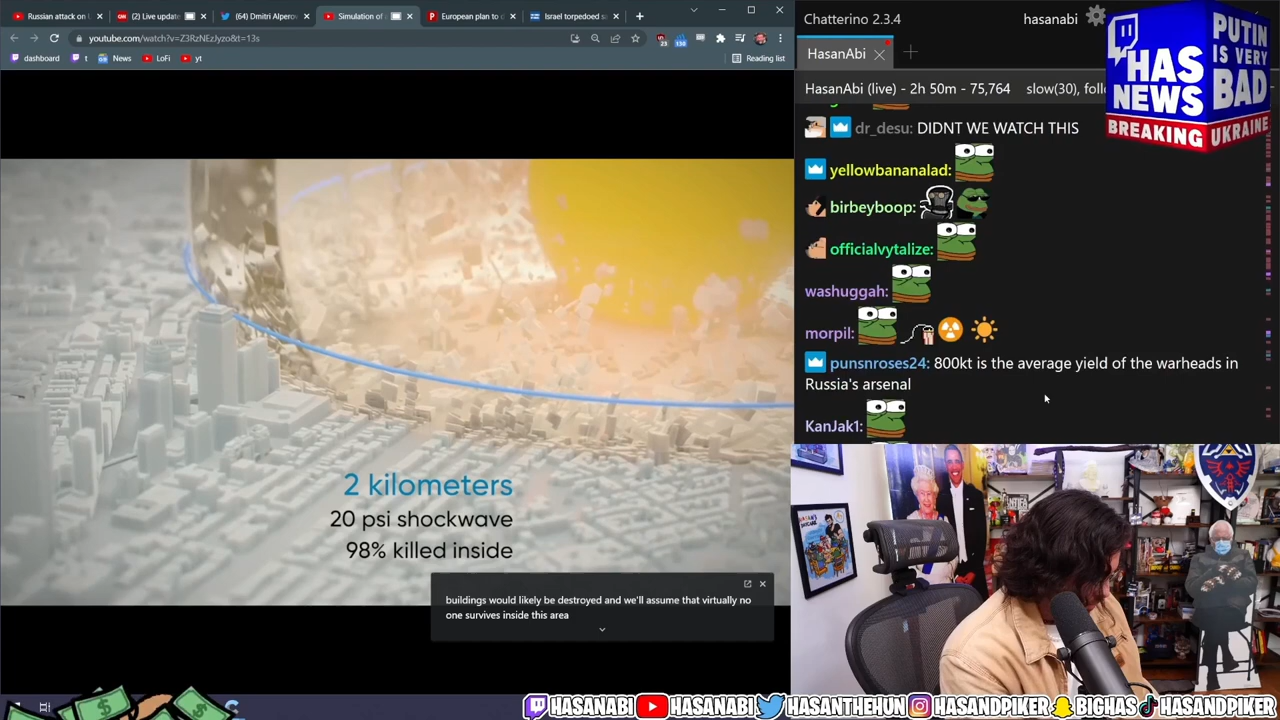 Russian attack on U
(2) Live update
(64) Dmitri Alperov
Simulation of
European plan to d
Israel torpedoed s
youtube.com/watch?v=Z3RzNEzJyzo&t=13s
dashboard
t
News
LoFi
yt
Reading list
2 kilometers
20 psi shockwave
98% killed inside
buildings would likely be destroyed and we'll assume that virtually no
one survives inside this area
Chatterino 2.3.4
hasanabi
HasanAbi
HasanAbi (live) - 2h 50m - 75,764
slow(30), foll
dr_desu: DIDNT WE WATCH THIS
yellowbananalad:
birbeyboop:
officialvytalize:
washuggah:
morpil:
punsnroses24: 800kt is the average yield of the warheads in
Russia's arsenal
KanJak1:
HAS
NEWS
BREAKING
PUTIN
IS VERY
BAD
UKRAINE
HASANABI
HASANABI
HASANTHEHUN
HASANDPIKER
BIGHAS
HASANDPIKER